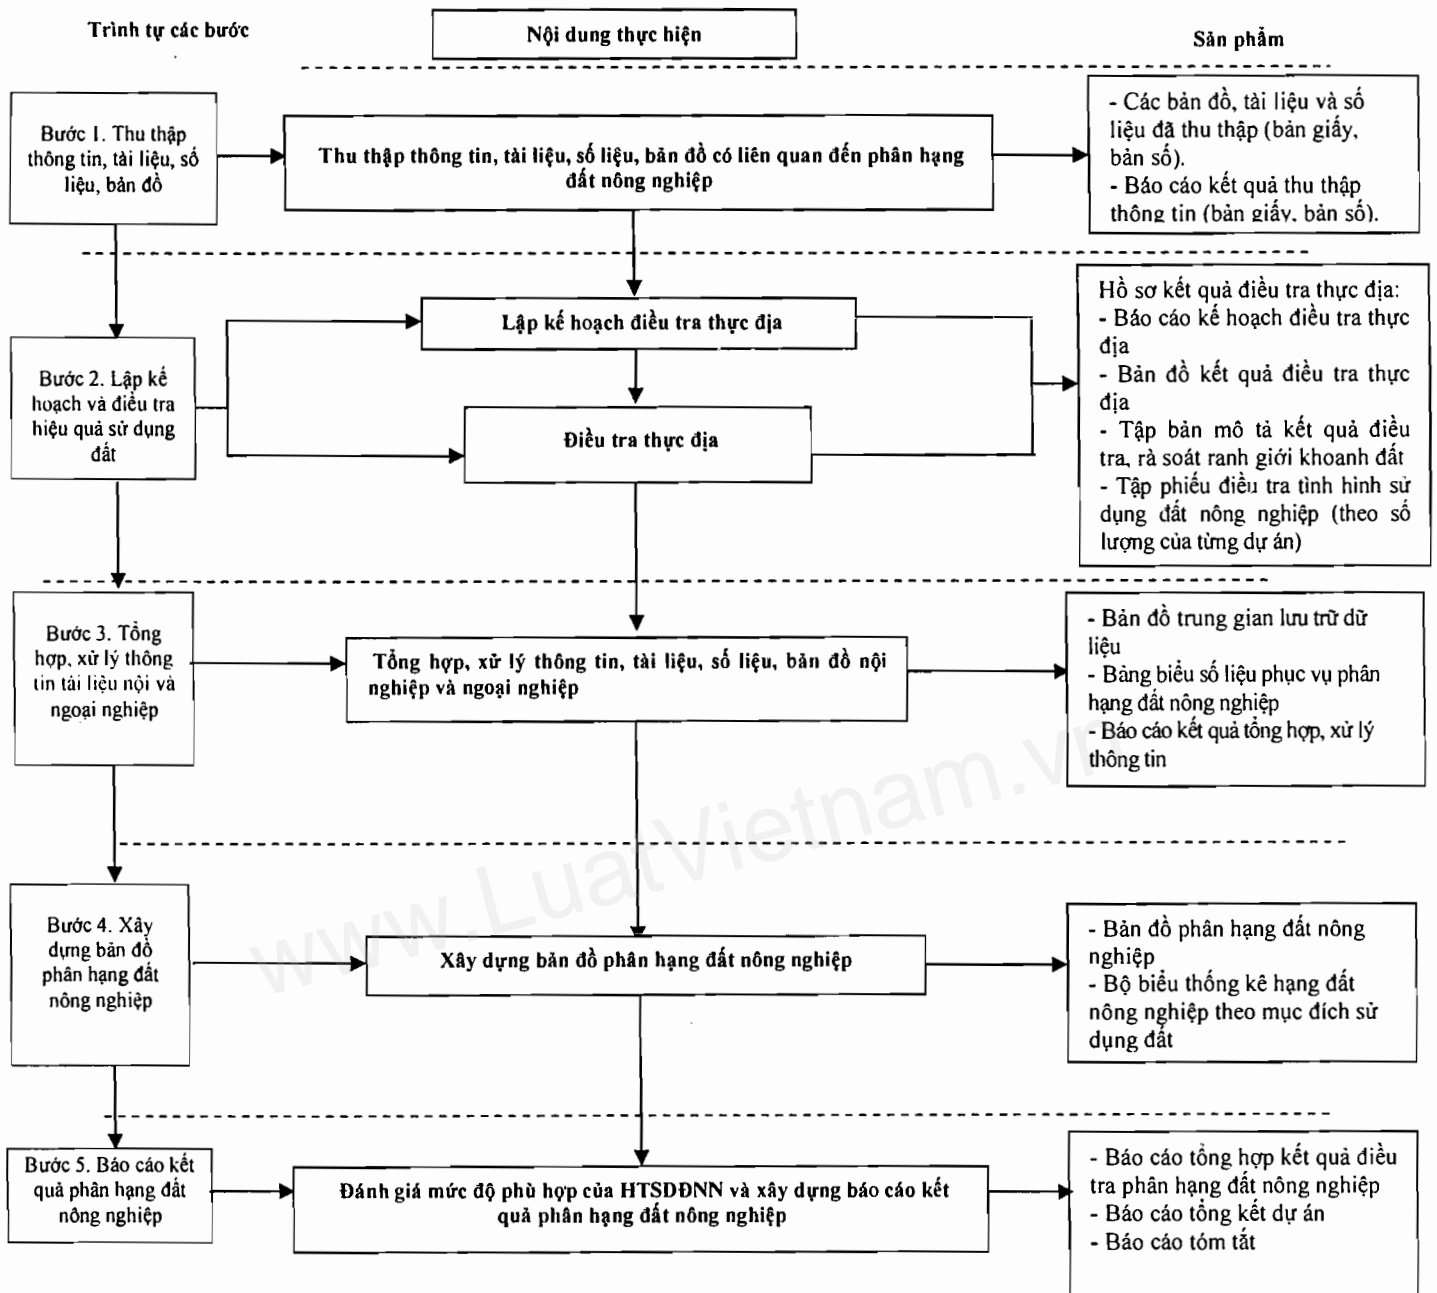 Trình tự các bước
Nội dung thực hiện
Sản phẩm
Bước 1. Thu thập
thông tin, tài liệu, số
liệu, bản đồ
Thu thập thông tin, tài liệu, số liệu, bản đồ có liên quan đến phân hạng
đất nông nghiệp
- Các bản đồ, tài liệu và số
liệu đã thu thập (bản giấy,
bản số).
- Báo cáo kết quả thu thập
thông tin (bản giấy, bản số).
Bước 2. Lập kế
hoạch và điều tra
hiệu quả sử dụng
đất
Lập kế hoạch điều tra thực địa
Điều tra thực địa
Hồ sơ kết quả điều tra thực địa:
- Báo cáo kế hoạch điều tra thực
địa
- Bản đồ kết quả điều tra thực
địa
- Tập bản mô tả kết quả điều
tra, rà soát ranh giới khoanh đất
- Tập phiếu điều tra tình hình sử
dụng đất nông nghiệp (theo số
lượng của từng dự án)
Bước 3. Tổng
hợp, xử lý thông
tin tài liệu nội và
ngoại nghiệp
Tổng hợp, xử lý thông tin, tài liệu, số liệu, bản đồ nội
nghiệp và ngoại nghiệp
- Bản đồ trung gian lưu trữ dữ
liệu
- Bảng biểu số liệu phục vụ phân
hạng đất nông nghiệp
- Báo cáo kết quả tổng hợp, xử lý
thông tin
www.LuatVietnam.vn
Bước 4. Xây
dựng bản đồ
phân hạng đất
nông nghiệp
Xây dựng bản đồ phân hạng đất nông nghiệp
- Bản đồ phân hạng đất nông
nghiệp
- Bộ biểu thống kê hạng đất
nông nghiệp theo mục đích sử
dụng đất
Bước 5. Báo cáo kết
quả phân hạng đất
nông nghiệp
Đánh giá mức độ phù hợp của HTSDĐNN và xây dựng báo cáo kết
quả phân hạng đất nông nghiệp
- Báo cáo tổng hợp kết quả điều
tra phân hạng đất nông nghiệp
- Báo cáo tổng kết dự án
- Báo cáo tóm tắt